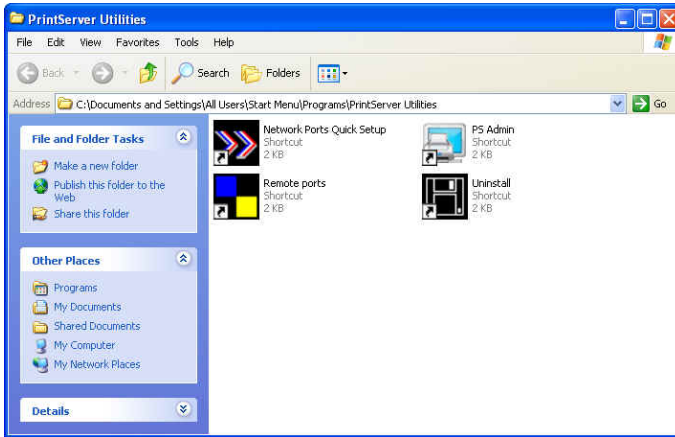 PrintServer Utilities
File Edit View Favorites Tools Help
Back Search Folders
Address C:\Documents and Settings\All Users\Start Menu\Programs\PrintServer Utilities Go
File and Folder Tasks
Make a new folder
Publish this folder to the
Web
Share this folder
Other Places
Programs
My Documents
Shared Documents
My Computer
My Network Places
Details
Network Ports Quick Setup
Shortcut
2 KB
PS Admin
Shortcut
2 KB
Remote ports
Shortcut
2 KB
Uninstall
Shortcut
2 KB